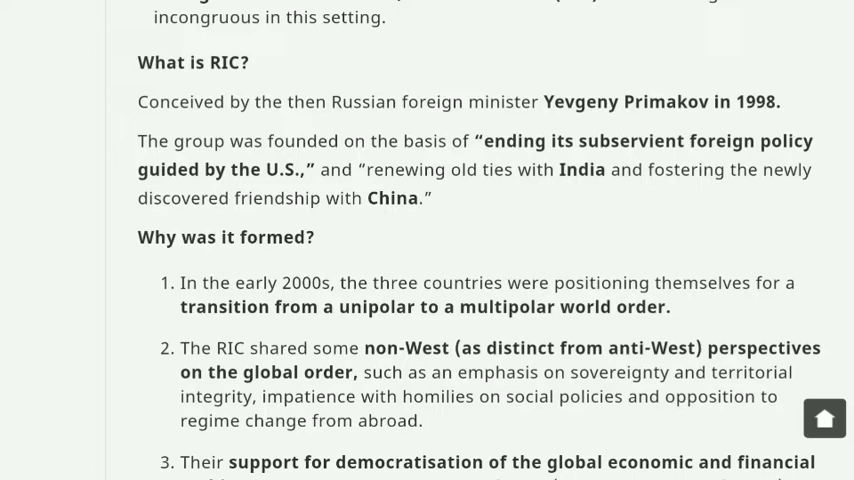 incongruous in this setting.
What is RIC?
Conceived by the then Russian foreign minister Yevgeny Primakov in 1998.
The group was founded on the basis of “ending its subservient foreign policy
guided by the U.S.,” and “renewing old ties with India and fostering the newly
discovered friendship with China.”
Why was it formed?
1. In the early 2000s, the three countries were positioning themselves for a
transition from a unipolar to a multipolar world order.
2. The RIC shared some non-West (as distinct from anti-West) perspectives
on the global order, such as an emphasis on sovereignty and territorial
integrity, impatience with homilies on social policies and opposition to
regime change from abroad.
3. Their support for democratisation of the global economic and financial